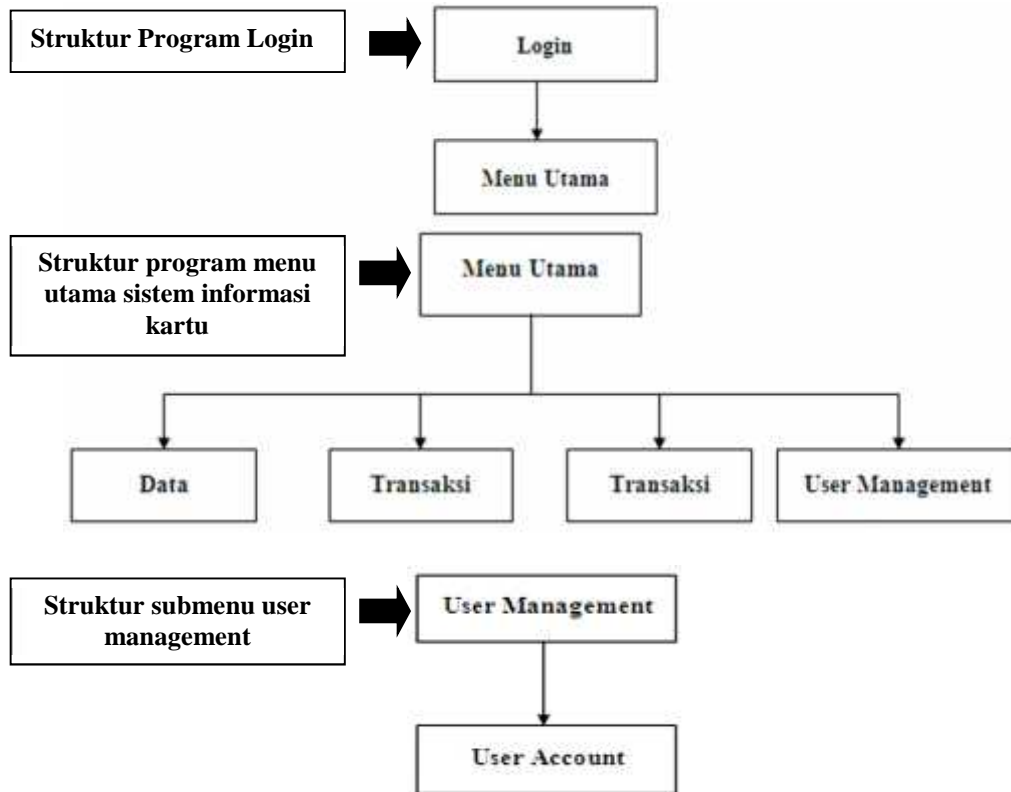 Struktur Program Login
Login
Menu Utama
Struktur program menu
utama sistem informasi
kartu
Menu Utama
Data
Transaksi
Transaksi
User Management
Struktur submenu user
management
User Management
User Account